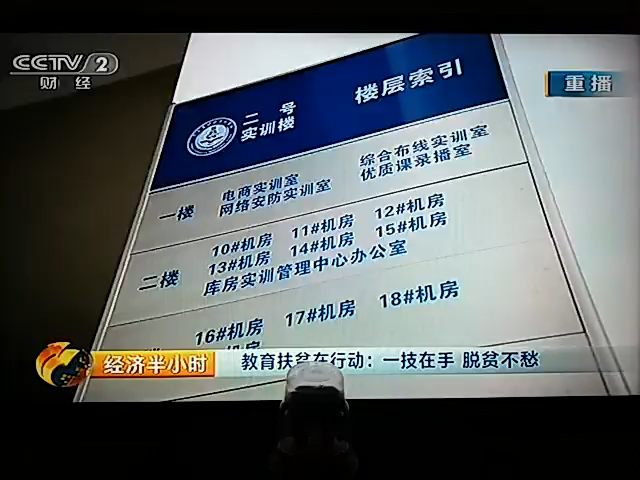 CCTV 2
财 经
重播
二 号
实训楼
楼层索引
一楼
电商实训室
综合布线实训室
网络安防实训室
优质课录播室
二楼
10#机房 11#机房 12#机房
13#机房 14#机房 15#机房
库房实训管理中心办公室
16#机房 17#机房 18#机房
机房
经济半小时
教育扶贫在行动：一技在手 脱贫不愁